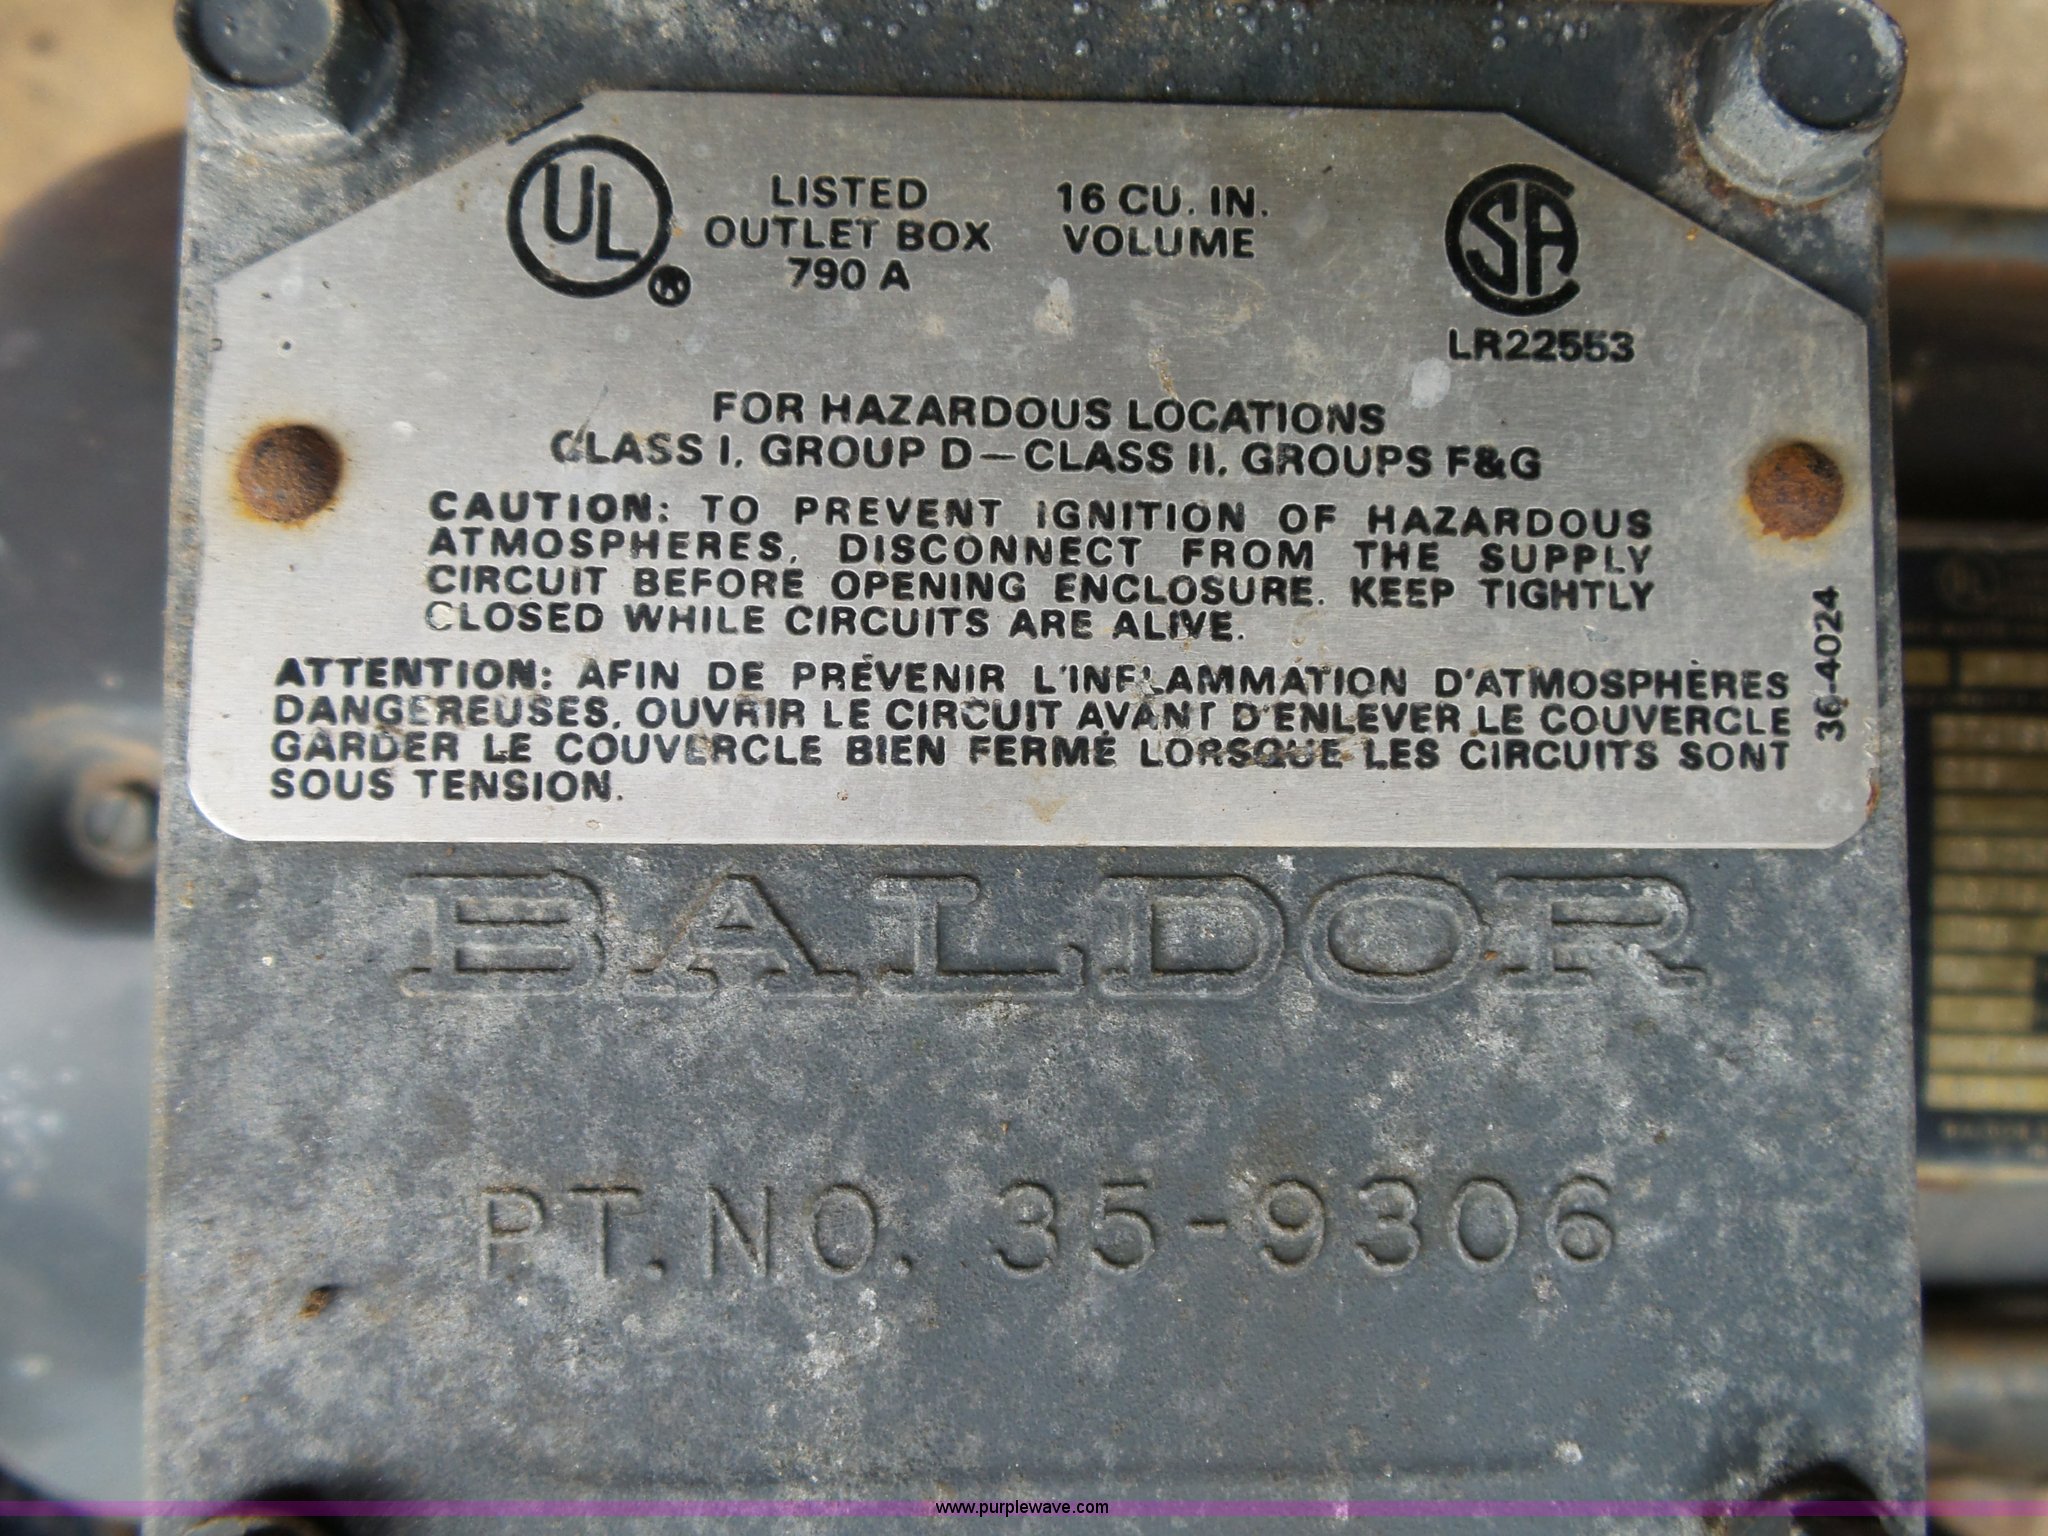 UL
LISTED
OUTLET BOX
790 A
16 CU. IN.
VOLUME
SA
LR22553
FOR HAZARDOUS LOCATIONS
CLASS I, GROUP D—CLASS II, GROUPS F&G
CAUTION: TO PREVENT IGNITION OF HAZARDOUS
ATMOSPHERES, DISCONNECT FROM THE SUPPLY
CIRCUIT BEFORE OPENING ENCLOSURE. KEEP TIGHTLY
CLOSED WHILE CIRCUITS ARE ALIVE.
ATTENTION: AFIN DE PRÉVENIR L'INFLAMMATION D'ATMOSPHÈRES
DANGEREUSES, OUVRIR LE CIRCUIT AVANT D'ENLEVER LE COUVERCLE
GARDER LE COUVERCLE BIEN FERMÉ LORSQUE LES CIRCUITS SONT
SOUS TENSION.
36-4024
BALDOR
PT.NO. 35-9306
www.purplewave.com